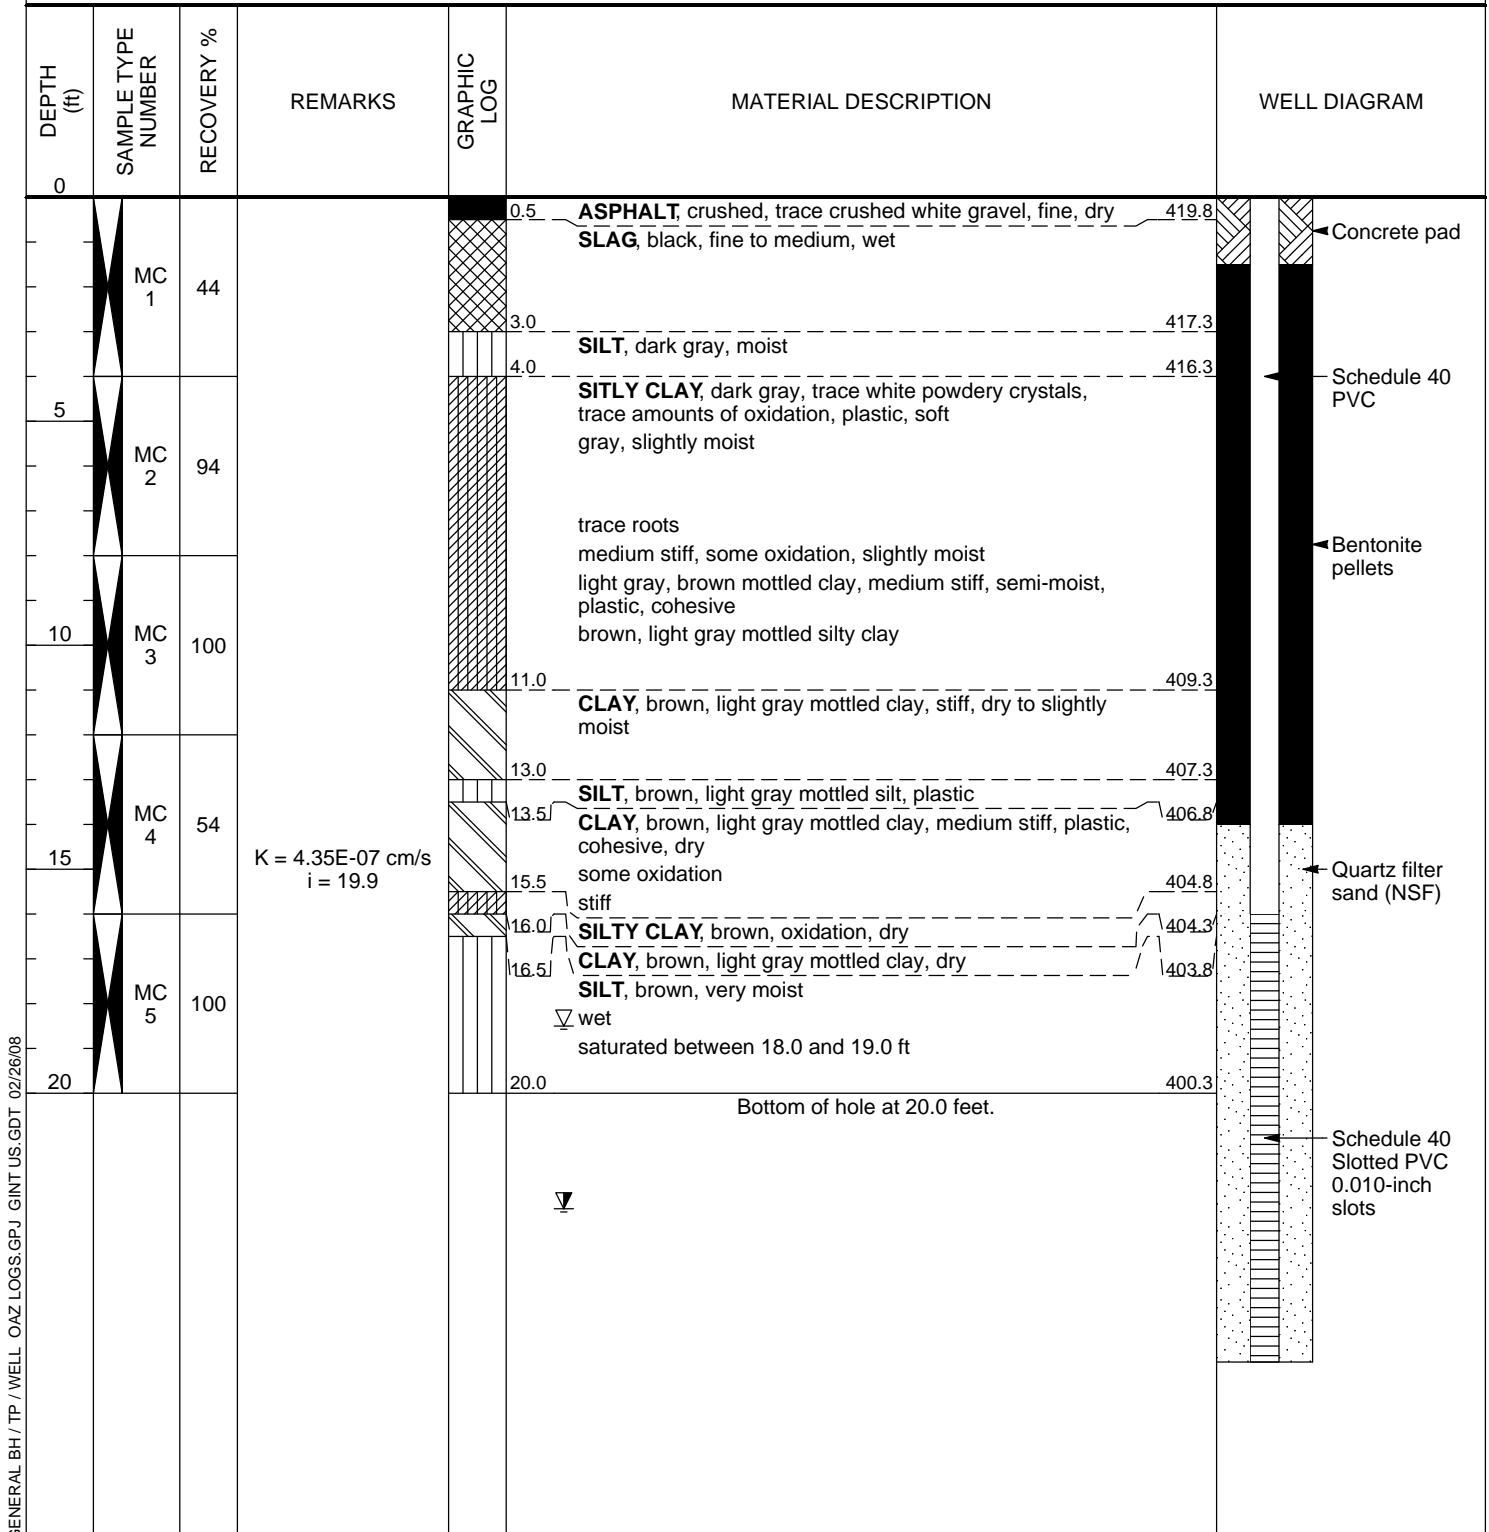 DEPTH
(ft)
SAMPLE TYPE
NUMBER
RECOVERY %
REMARKS
GRAPHIC
LOG
MATERIAL DESCRIPTION
WELL DIAGRAM
0
0.5 ASPHALT, crushed, trace crushed white gravel, fine, dry 419.8
SLAG, black, fine to medium, wet
Concrete pad
MC
1
44
3.0 417.3
SILT, dark gray, moist
4.0 416.3
SITLY CLAY, dark gray, trace white powdery crystals,
trace amounts of oxidation, plastic, soft
Schedule 40
PVC
5
gray, slightly moist
MC
2
94
trace roots
medium stiff, some oxidation, slightly moist
Bentonite
pellets
light gray, brown mottled clay, medium stiff, semi-moist,
plastic, cohesive
10
MC
3
100
brown, light gray mottled silty clay
11.0 409.3
CLAY, brown, light gray mottled clay, stiff, dry to slightly
moist
13.0 407.3
SILT, brown, light gray mottled silt, plastic
13.5 406.8
MC
4
54
CLAY, brown, light gray mottled clay, medium stiff, plastic,
cohesive, dry
15
K = 4.35E-07 cm/s
i = 19.9
some oxidation
Quartz filter
sand (NSF)
15.5 404.8
stiff
16.0 SILTY CLAY, brown, oxidation, dry 404.3
16.5 CLAY, brown, light gray mottled clay, dry 403.8
SILT, brown, very moist
MC
5
100
wet
saturated between 18.0 and 19.0 ft
20
20.0 400.3
Bottom of hole at 20.0 feet.
Schedule 40
Slotted PVC
0.010-inch
slots
GENERAL BH / TP / WELL OAZ LOGS.GPJ GINT US.GDT 02/26/08